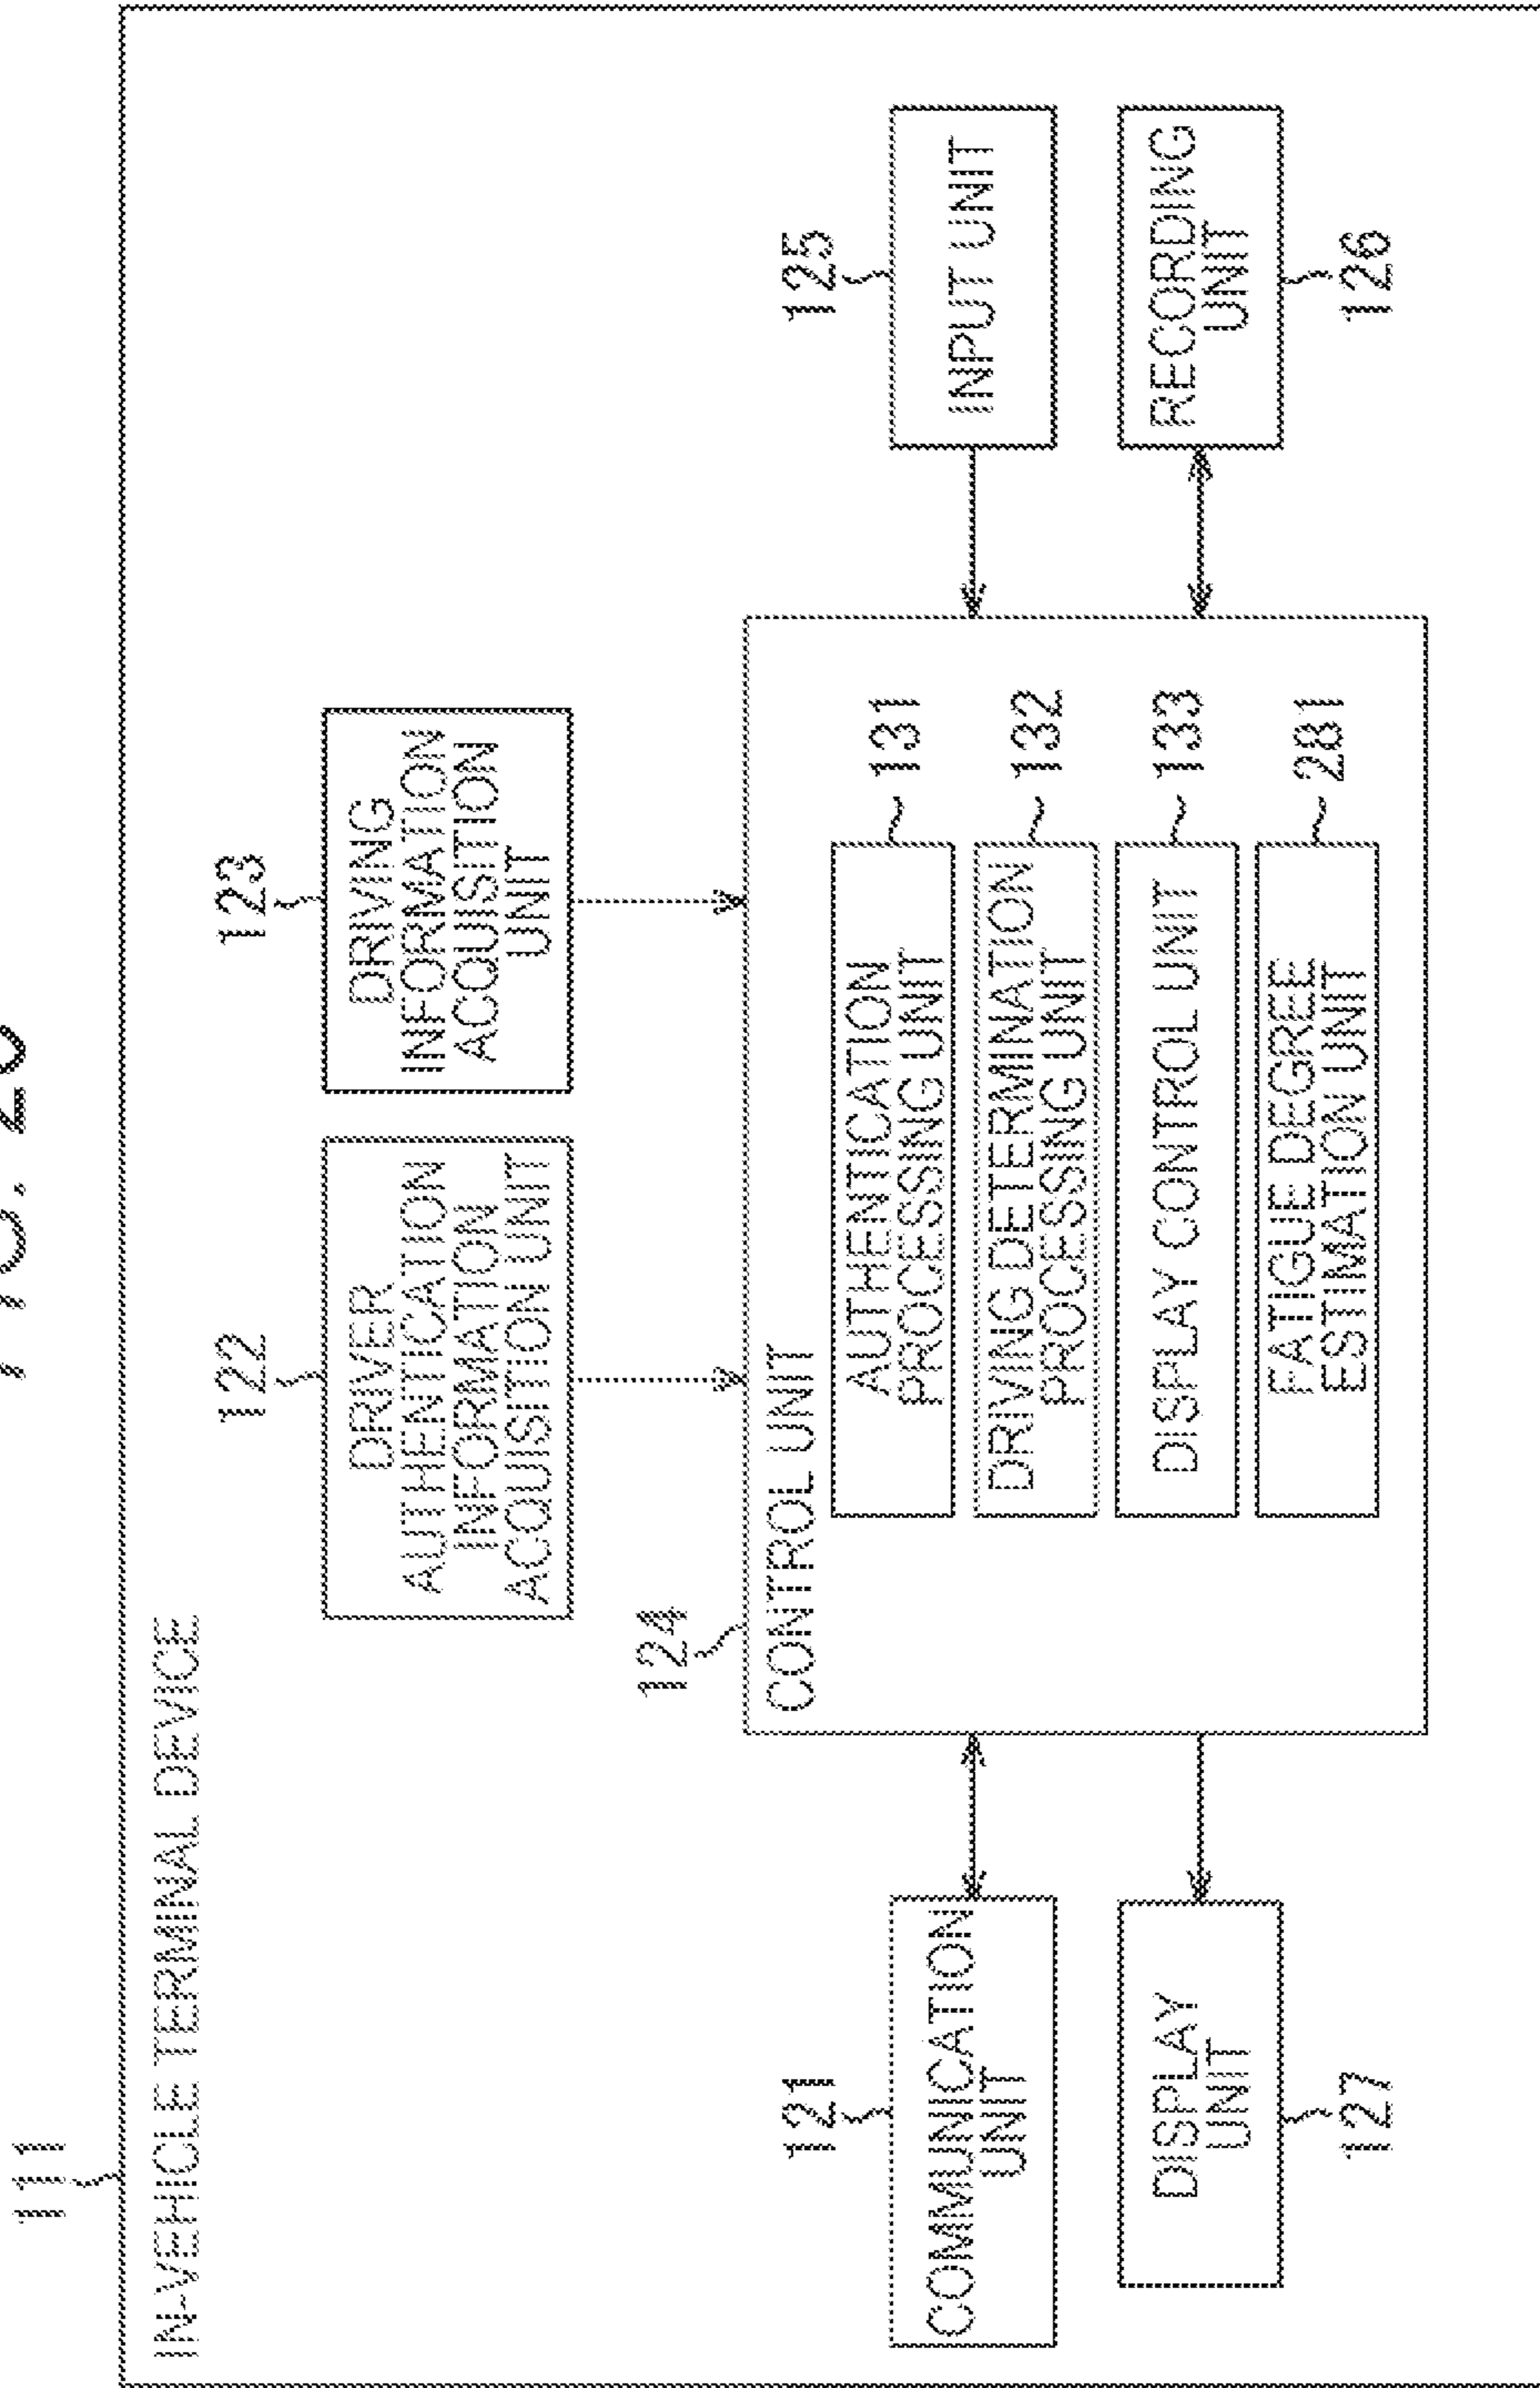 111
IN-VEHICLE TERMINAL DEVICE
122
DRIVER
AUTHENTICATION
INFORMATION
ACQUISITION UNIT
123
DRIVING
INFORMATION
ACQUISITION
UNIT
124
CONTROL UNIT
AUTHENTICATION
PROCESSING UNIT
131
DRIVING DETERMINATION
PROCESSING UNIT
132
DISPLAY CONTROL UNIT
133
FATIGUE DEGREE
ESTIMATION UNIT
281
121
COMMUNICATION
UNIT
DISPLAY
UNIT
127
125
INPUT UNIT
RECORDING
UNIT
126